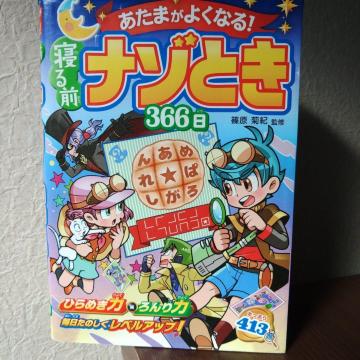 あたまがよくなる!
寝る前
ナゾとき
366日
篠原 菊紀 監修
んあめ
れ★ぱ
しがろ
ひらめき力 ろんり力
毎日たのしくレベルアップ!
413